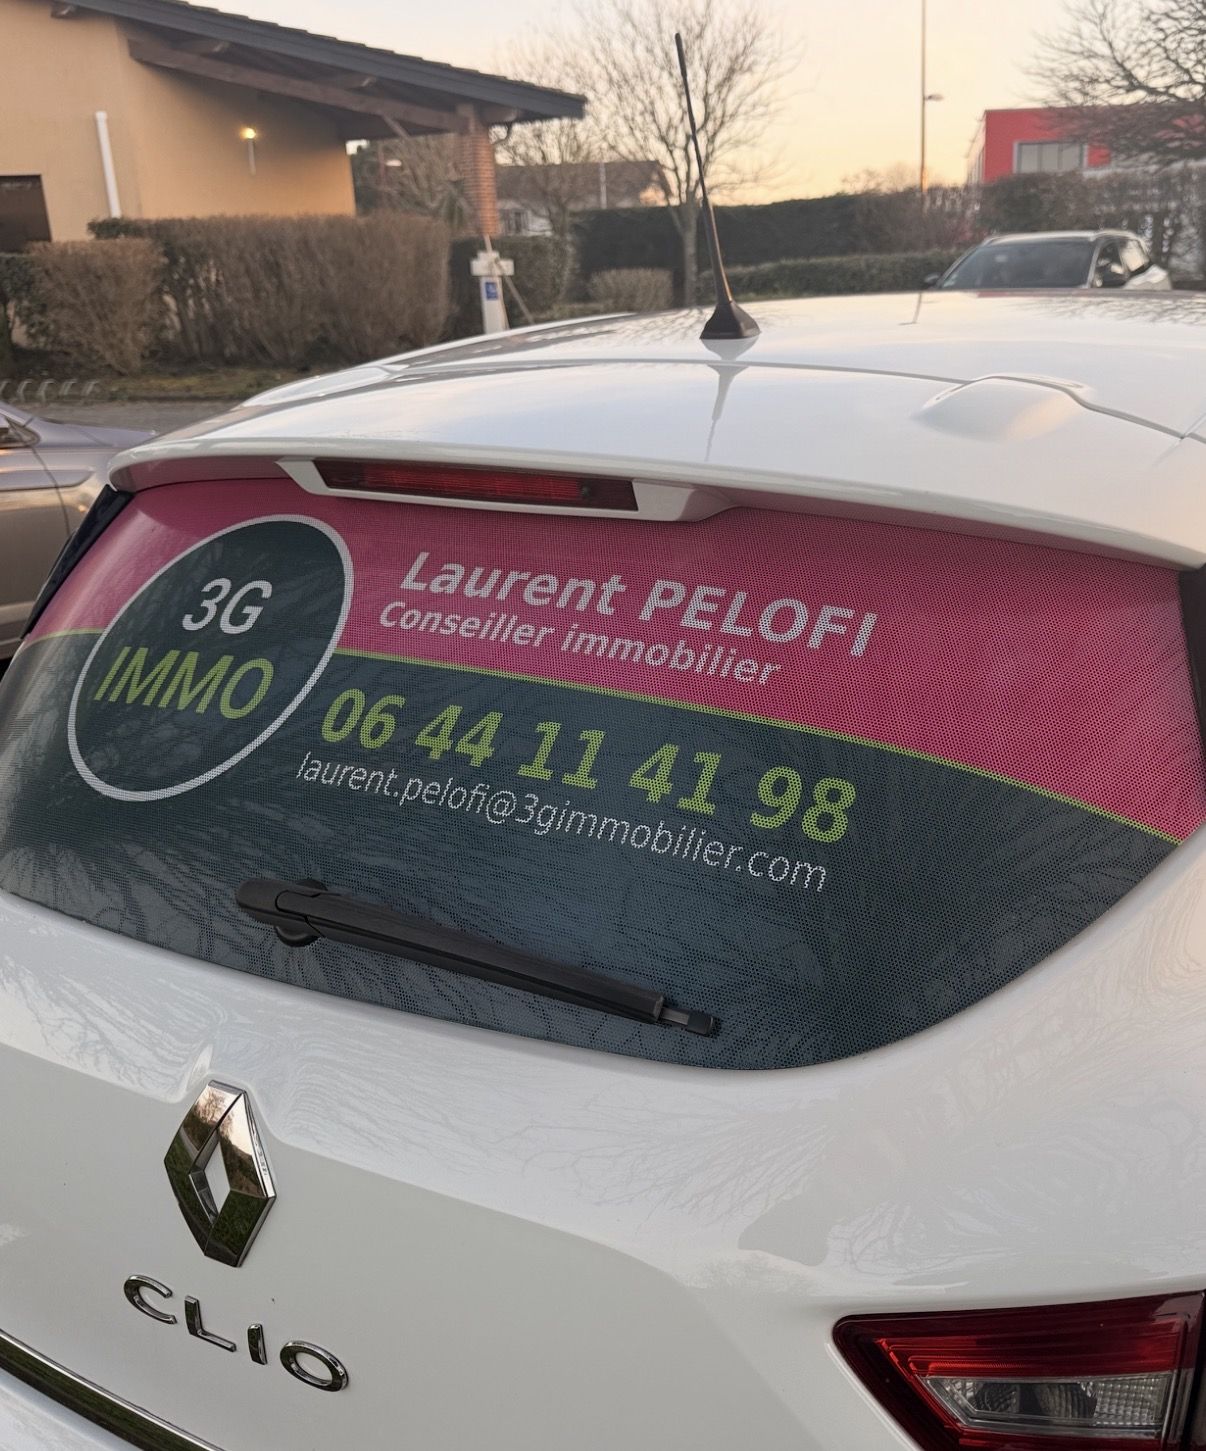 3G
IMMO
Laurent PELOFI
Conseiller immobilier
06 44 11 41 98
laurent.pelofi@3gimmobilier.com
CLIO